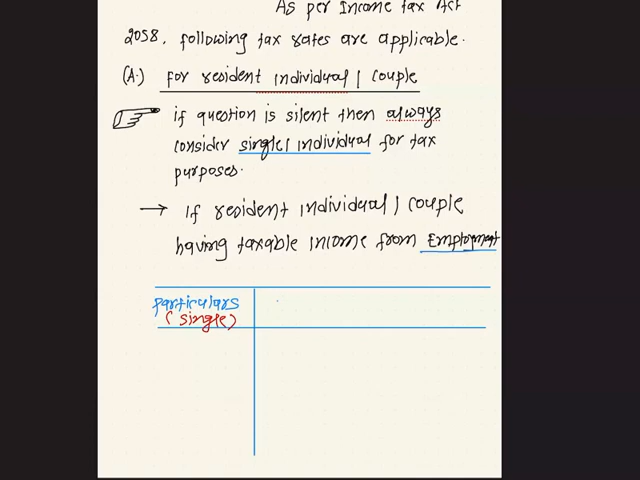 As per Income tax Act
2058, following tax rates are applicable.
(A.) for resident individual / couple
if question is silent then always
consider single/individual for tax
purposes.
→ If resident individual / couple
having taxable income from Employment
Particulars
(single)